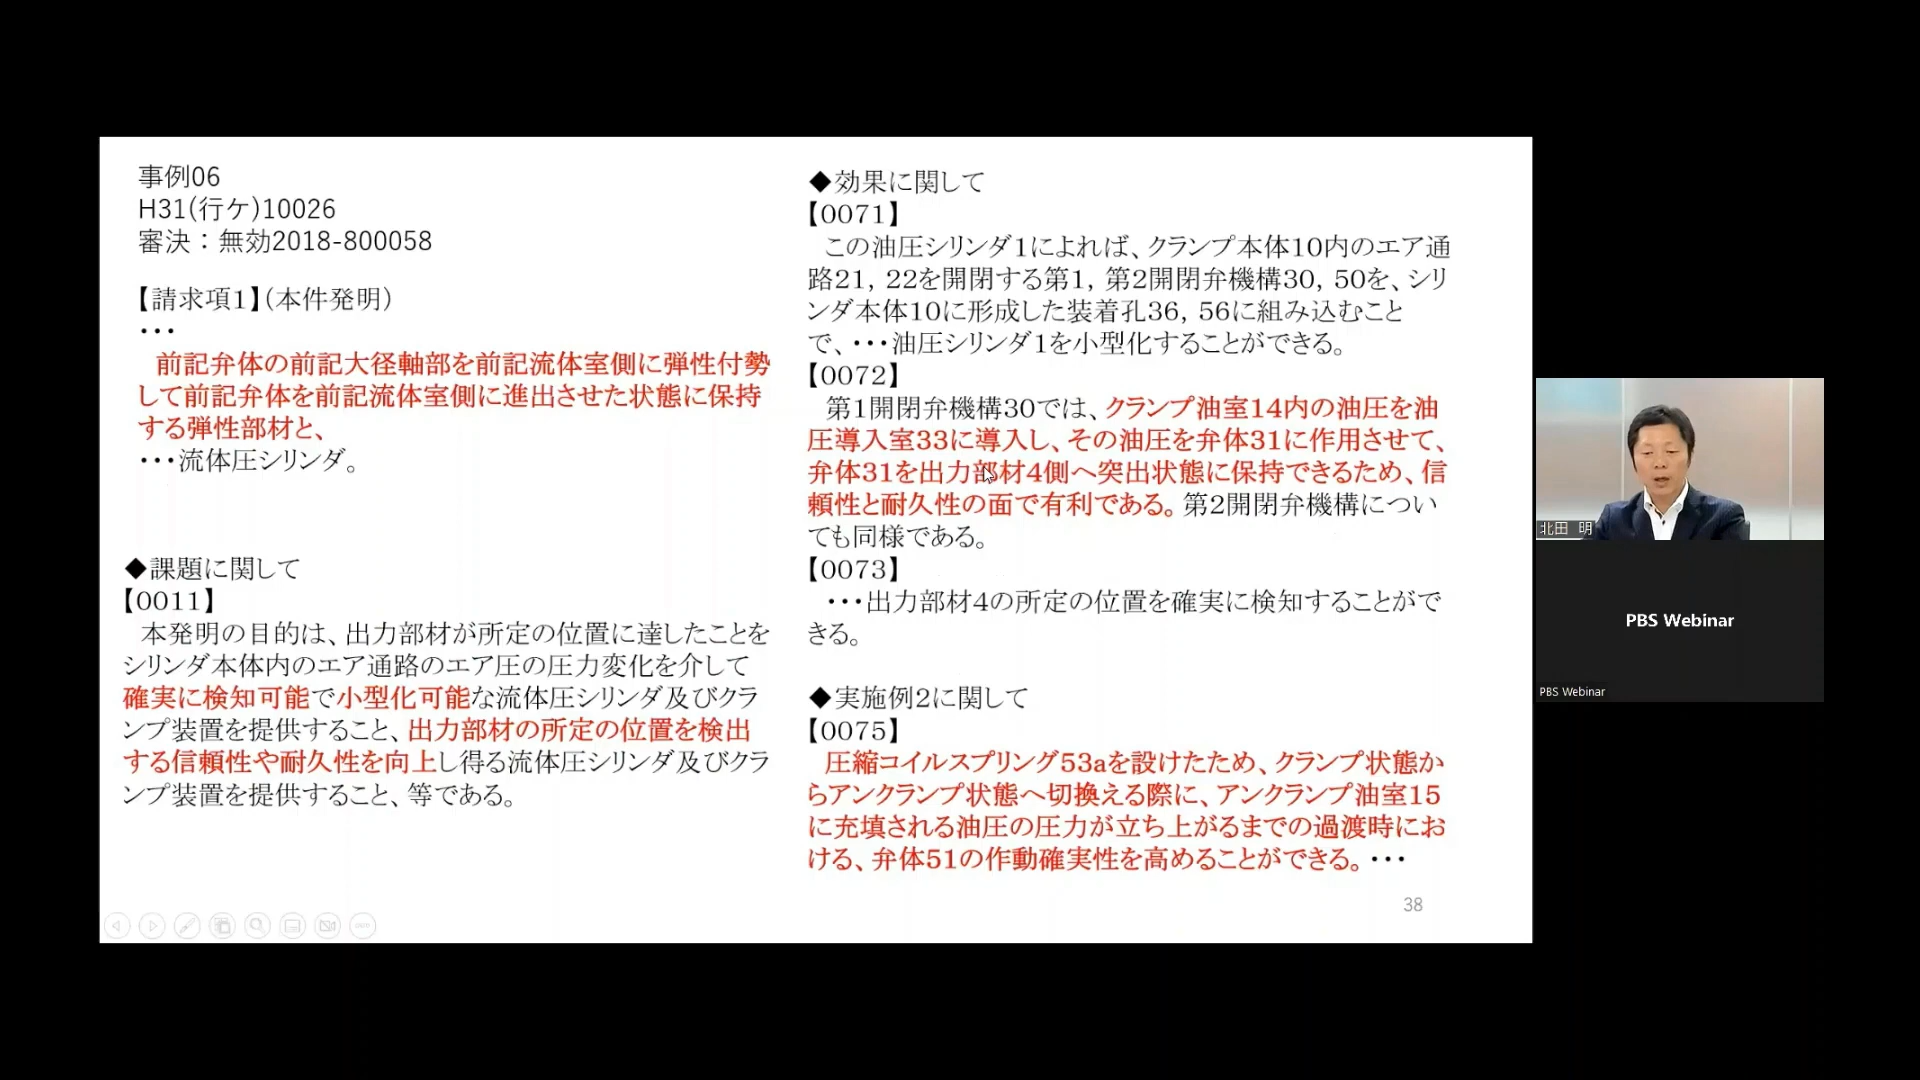 事例06
H31(行ケ)10026
審決：無効2018-800058
【請求項1】(本件発明)
・・・
前記弁体の前記大径軸部を前記流体室側に弾性付勢
して前記弁体を前記流体室側に進出させた状態に保持
する弾性部材と、
・・・流体圧シリンダ。
◆課題に関して
【0011】
本発明の目的は、出力部材が所定の位置に達したことを
シリンダ本体内のエア通路のエア圧の圧力変化を介して
確実に検知可能で小型化可能な流体圧シリンダ及びクラ
ンプ装置を提供すること、出力部材の所定の位置を検出
する信頼性や耐久性を向上し得る流体圧シリンダ及びクラ
ンプ装置を提供すること、等である。
◆効果に関して
【0071】
この油圧シリンダ1によれば、クランプ本体10内のエア通
路21, 22を開閉する第1, 第2開閉弁機構30, 50を、シリ
ンダ本体10に形成した装着孔36, 56に組み込むこと
で、・・・油圧シリンダ1を小型化することができる。
【0072】
第1開閉弁機構30では、クランプ油室14内の油圧を油
圧導入室33に導入し、その油圧を弁体31に作用させて、
弁体31を出力部材4側へ突出状態に保持できるため、信
頼性と耐久性の面で有利である。第2開閉弁機構につい
ても同様である。
【0073】
・・・出力部材4の所定の位置を確実に検知することがで
きる。
◆実施例2に関して
【0075】
圧縮コイルスプリング53aを設けたため、クランプ状態か
らアンクランプ状態へ切換える際に、アンクランプ油室15
に充填される油圧の圧力が立ち上がるまでの過渡時にお
ける、弁体51の作動確実性を高めることができる。・・・
38
北田 明
PBS Webinar
PBS Webinar